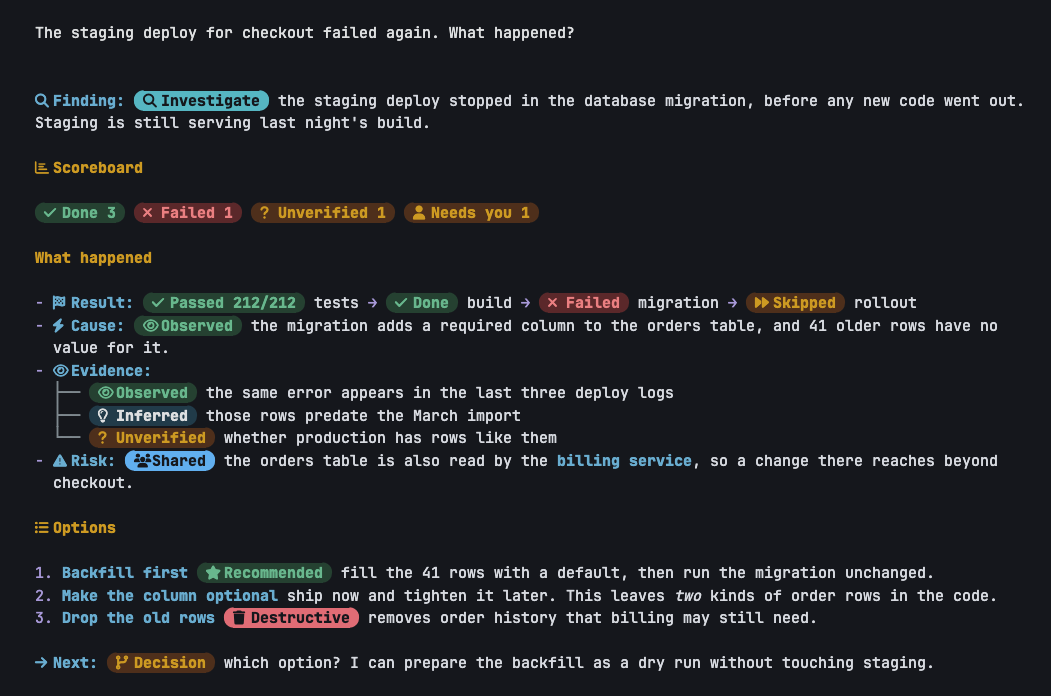 The staging deploy for checkout failed again. What happened?
Finding: Investigate the staging deploy stopped in the database migration, before any new code went out.
Staging is still serving last night's build.
Scoreboard
✓ Done 3 × Failed 1 ? Unverified 1 Needs you 1
What happened
- Result: ✓ Passed 212/212 tests → ✓ Done build → × Failed migration → Skipped rollout
- Cause: Observed the migration adds a required column to the orders table, and 41 older rows have no
value for it.
- Evidence:
├── Observed the same error appears in the last three deploy logs
├── Inferred those rows predate the March import
└── ? Unverified whether production has rows like them
- Risk: Shared the orders table is also read by the billing service, so a change there reaches beyond
checkout.
Options
1. Backfill first Recommended fill the 41 rows with a default, then run the migration unchanged.
2. Make the column optional ship now and tighten it later. This leaves two kinds of order rows in the code.
3. Drop the old rows Destructive removes order history that billing may still need.
→ Next: Decision which option? I can prepare the backfill as a dry run without touching staging.